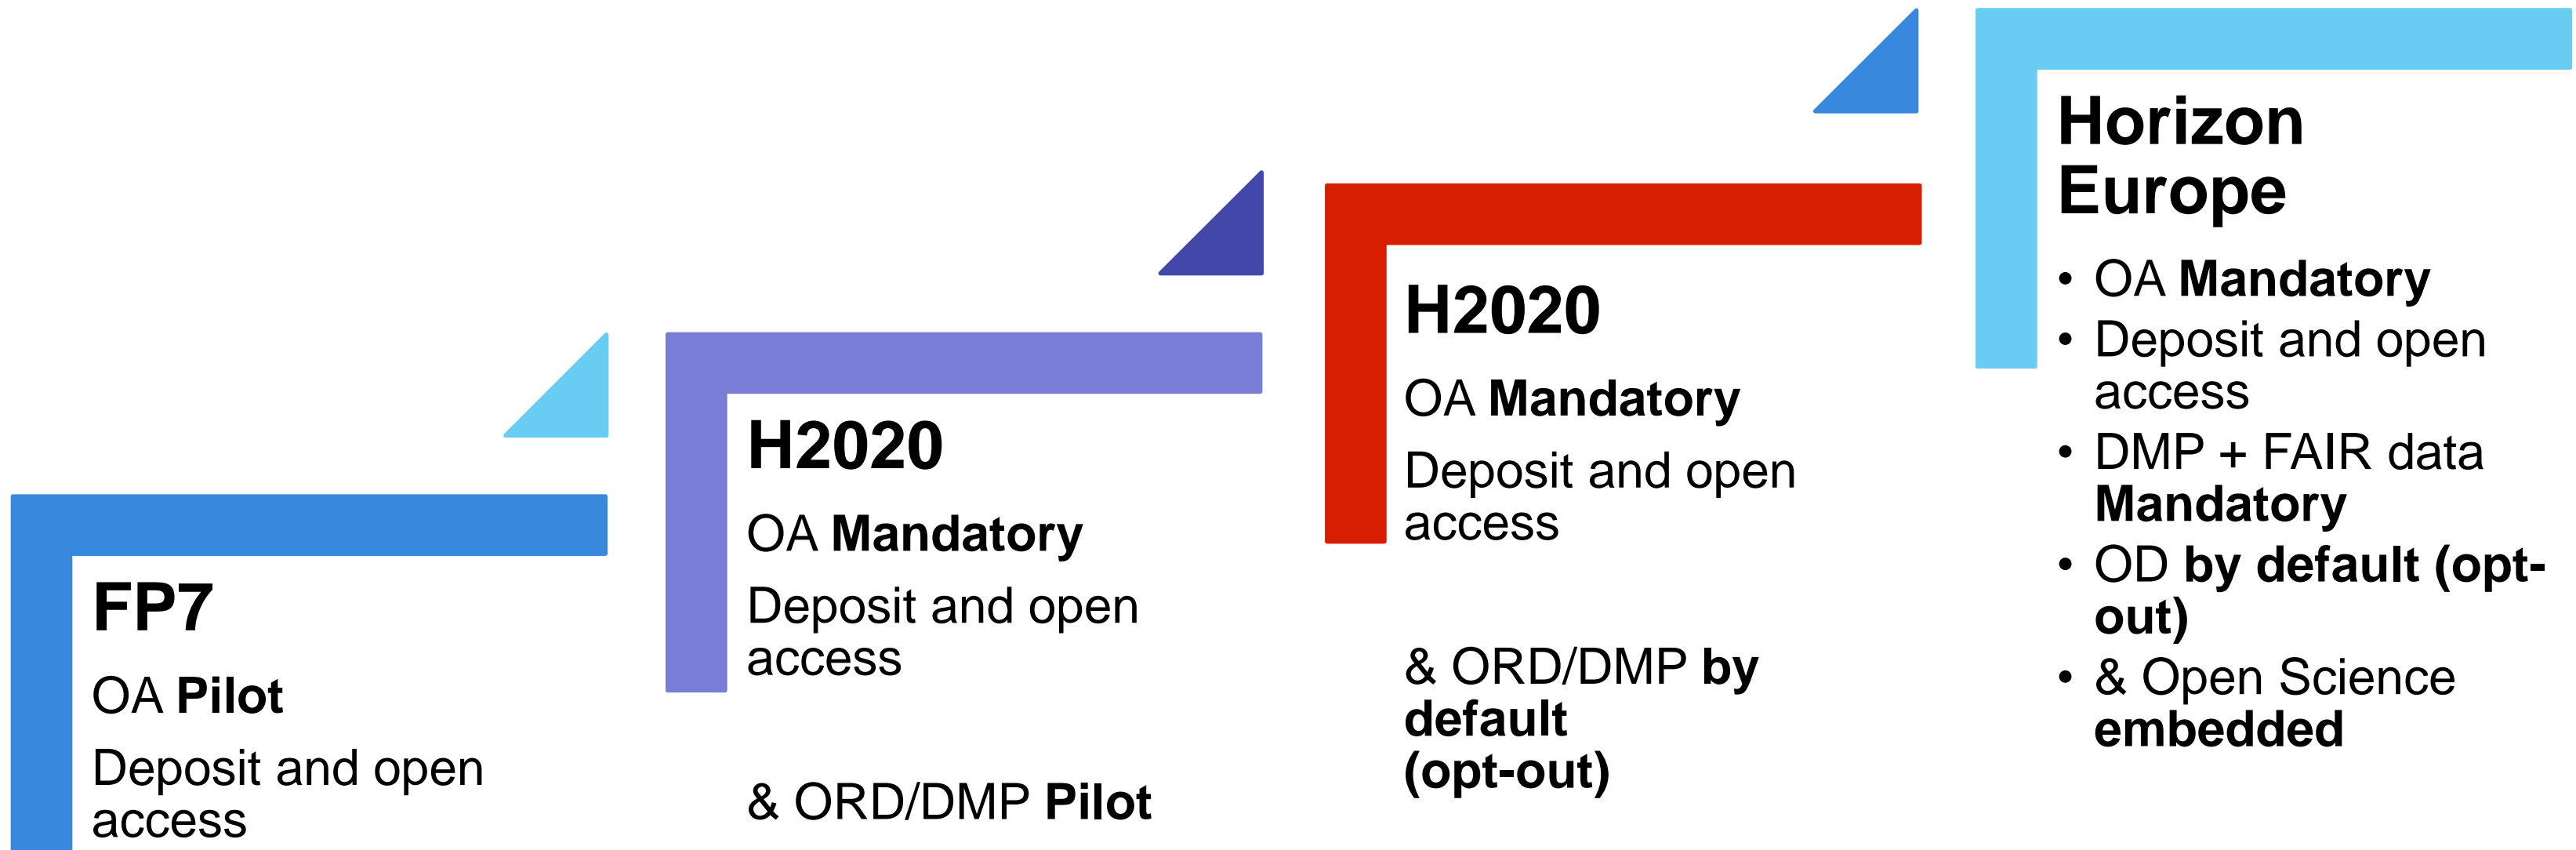 FP7
OA Pilot
Deposit and open
access
H2020
OA Mandatory
Deposit and open
access
& ORD/DMP Pilot
H2020
OA Mandatory
Deposit and open
access
& ORD/DMP by
default
(opt-out)
Horizon
Europe
• OA Mandatory
• Deposit and open
access
• DMP + FAIR data
Mandatory
• OD by default (opt-
out)
• & Open Science
embedded